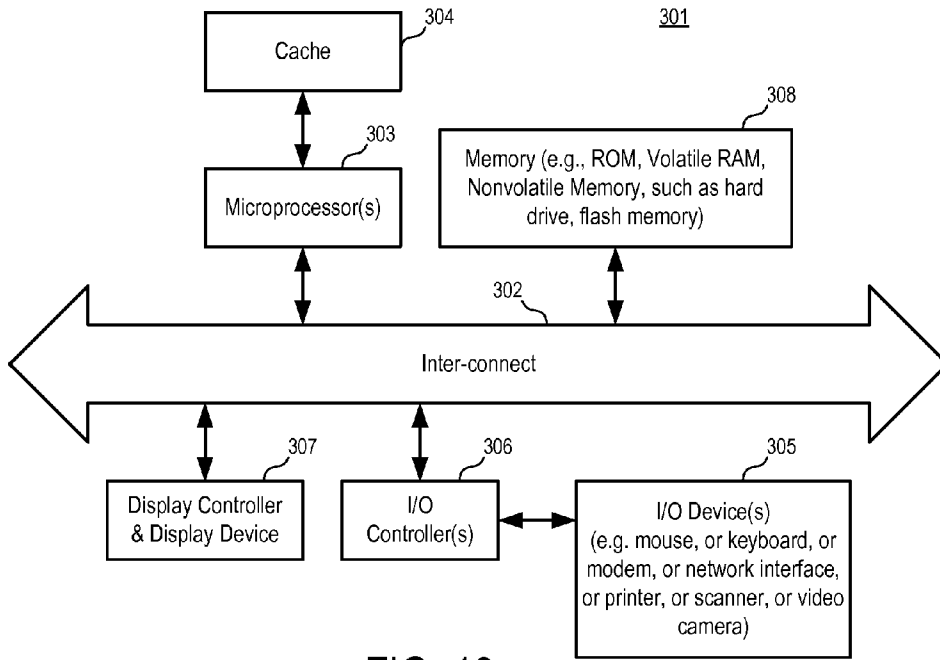 304
301
Cache
308
303
Memory (e.g., ROM, Volatile RAM,
Nonvolatile Memory, such as hard
drive, flash memory)
Microprocessor(s)
302
Inter-connect
307
306
305
Display Controller
& Display Device
I/O
Controller(s)
I/O Device(s)
(e.g. mouse, or keyboard, or
modem, or network interface,
or printer, or scanner, or video
camera)